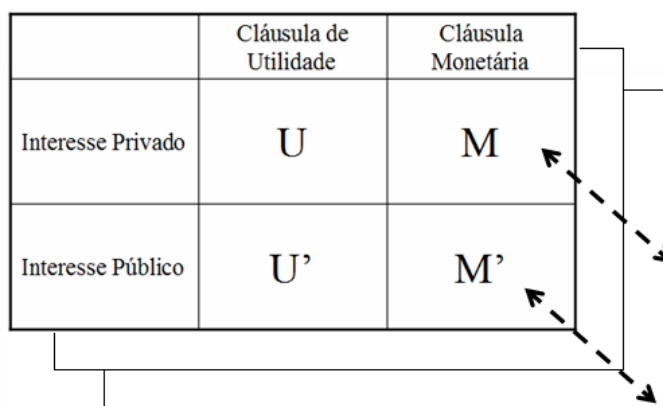 Cláusula de
Utilidade
Cláusula
Monetária
Interesse Privado
U
M
Interesse Público
U’
M’